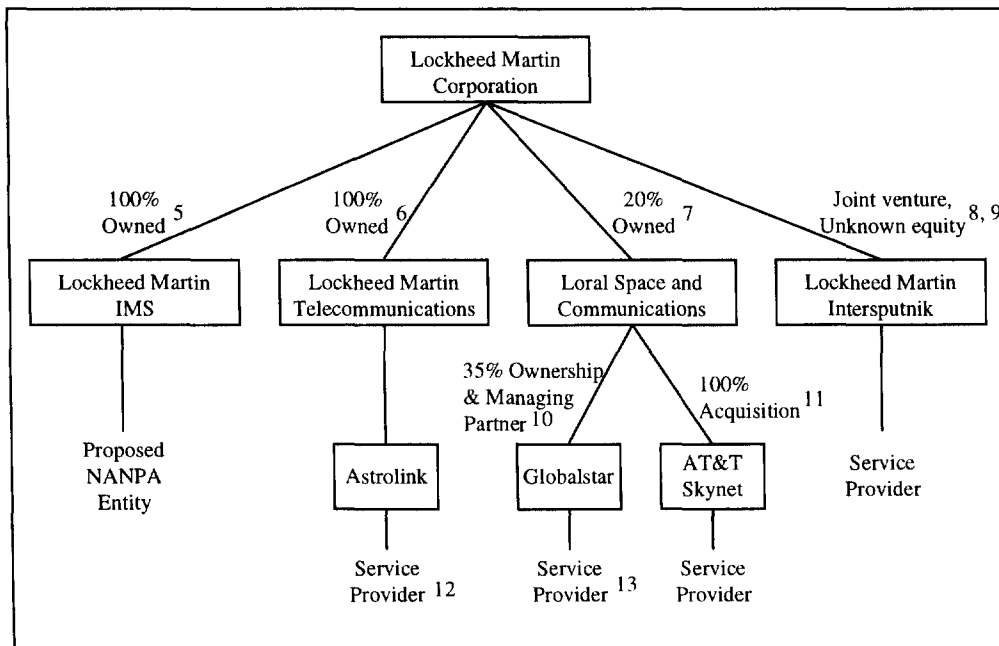 Lockheed Martin
Corporation
100%
Owned 5
100%
Owned 6
20%
Owned 7
Joint venture,
Unknown equity 8, 9
Lockheed Martin
IMS
Lockheed Martin
Telecommunications
Loral Space and
Communications
Lockheed Martin
Intersputnik
35% Ownership
& Managing
Partner 10
100%
Acquisition 11
Proposed
NANPA
Entity
Astrolink
Globalstar
AT&T
Skynet
Service
Provider
Service
Provider 12
Service
Provider 13
Service
Provider